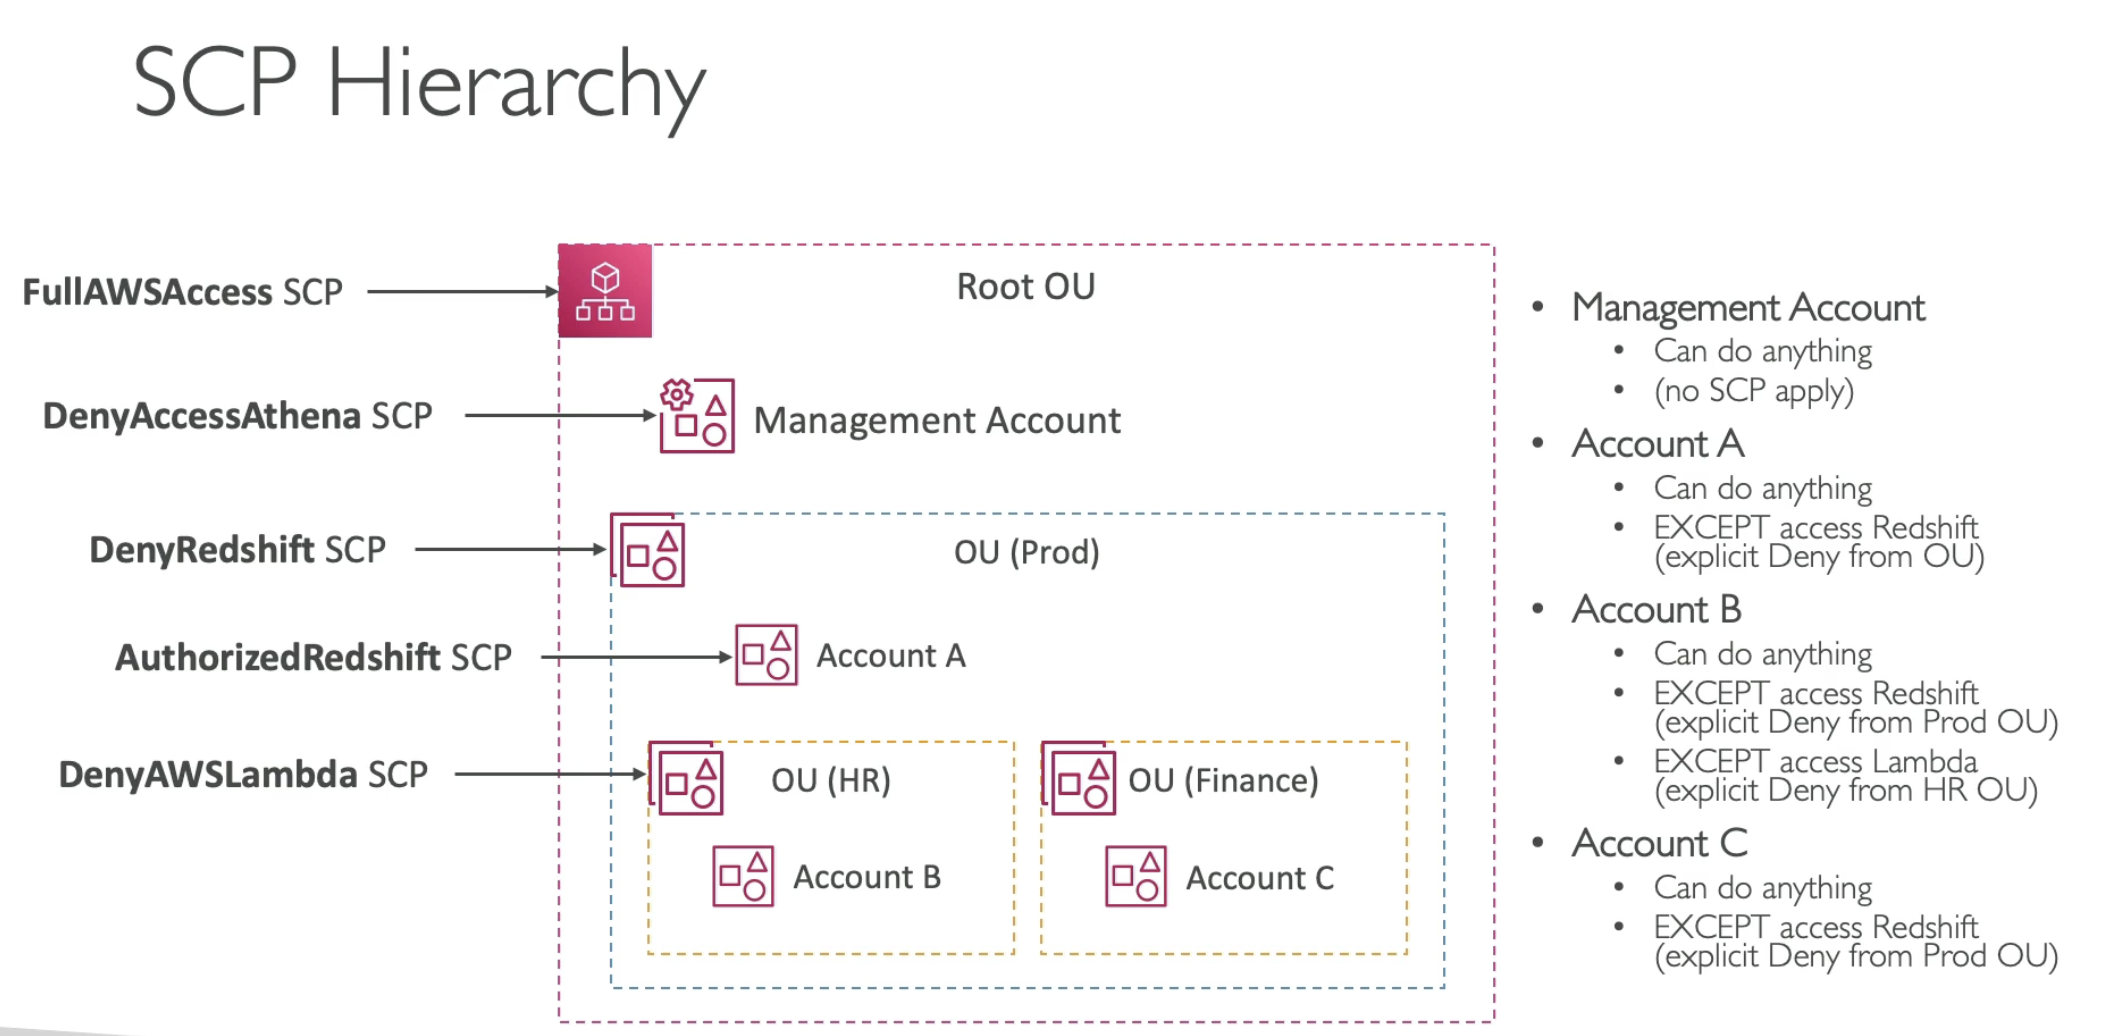 SCP Hierarchy
FullAWSAccess SCP
DenyAccessAthena SCP
DenyRedshift SCP
AuthorizedRedshift SCP
DenyAWSLambda SCP
Root OU
Management Account
OU (Prod)
Account A
OU (HR)
Account B
OU (Finance)
Account C
• Management Account
• Can do anything
• (no SCP apply)
• Account A
• Can do anything
• EXCEPT access Redshift
(explicit Deny from OU)
• Account B
• Can do anything
• EXCEPT access Redshift
(explicit Deny from Prod OU)
• EXCEPT access Lambda
(explicit Deny from HR OU)
• Account C
• Can do anything
• EXCEPT access Redshift
(explicit Deny from Prod OU)